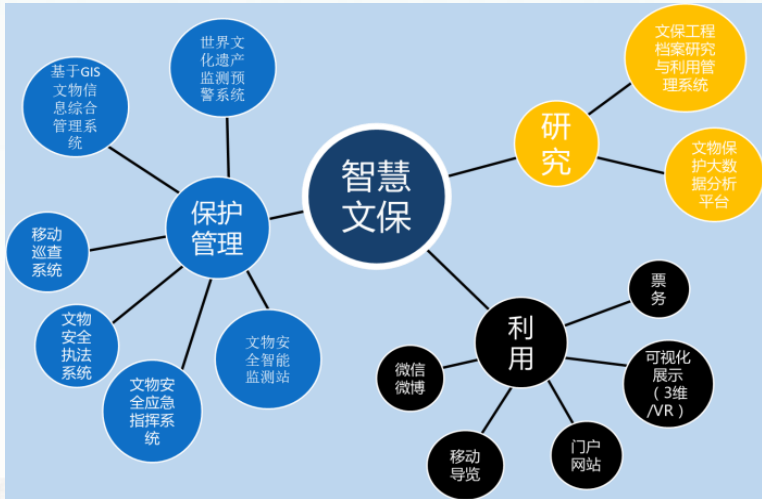 世界文
化遗产
监测预
警系统
基于GIS
文物信
息综合
管理系
统
文保工程
档案研究
与利用管
理系统
研
究
文物保
护大数
据分析
平台
智慧
文保
保护
管理
移动
巡查
系统
文物
安全
执法
系统
文物安
全应急
指挥系
统
文物安
全智能
监测站
利
用
票
务
微信
微博
可视化
展示
（3维
/VR）
移动
导览
门户
网站